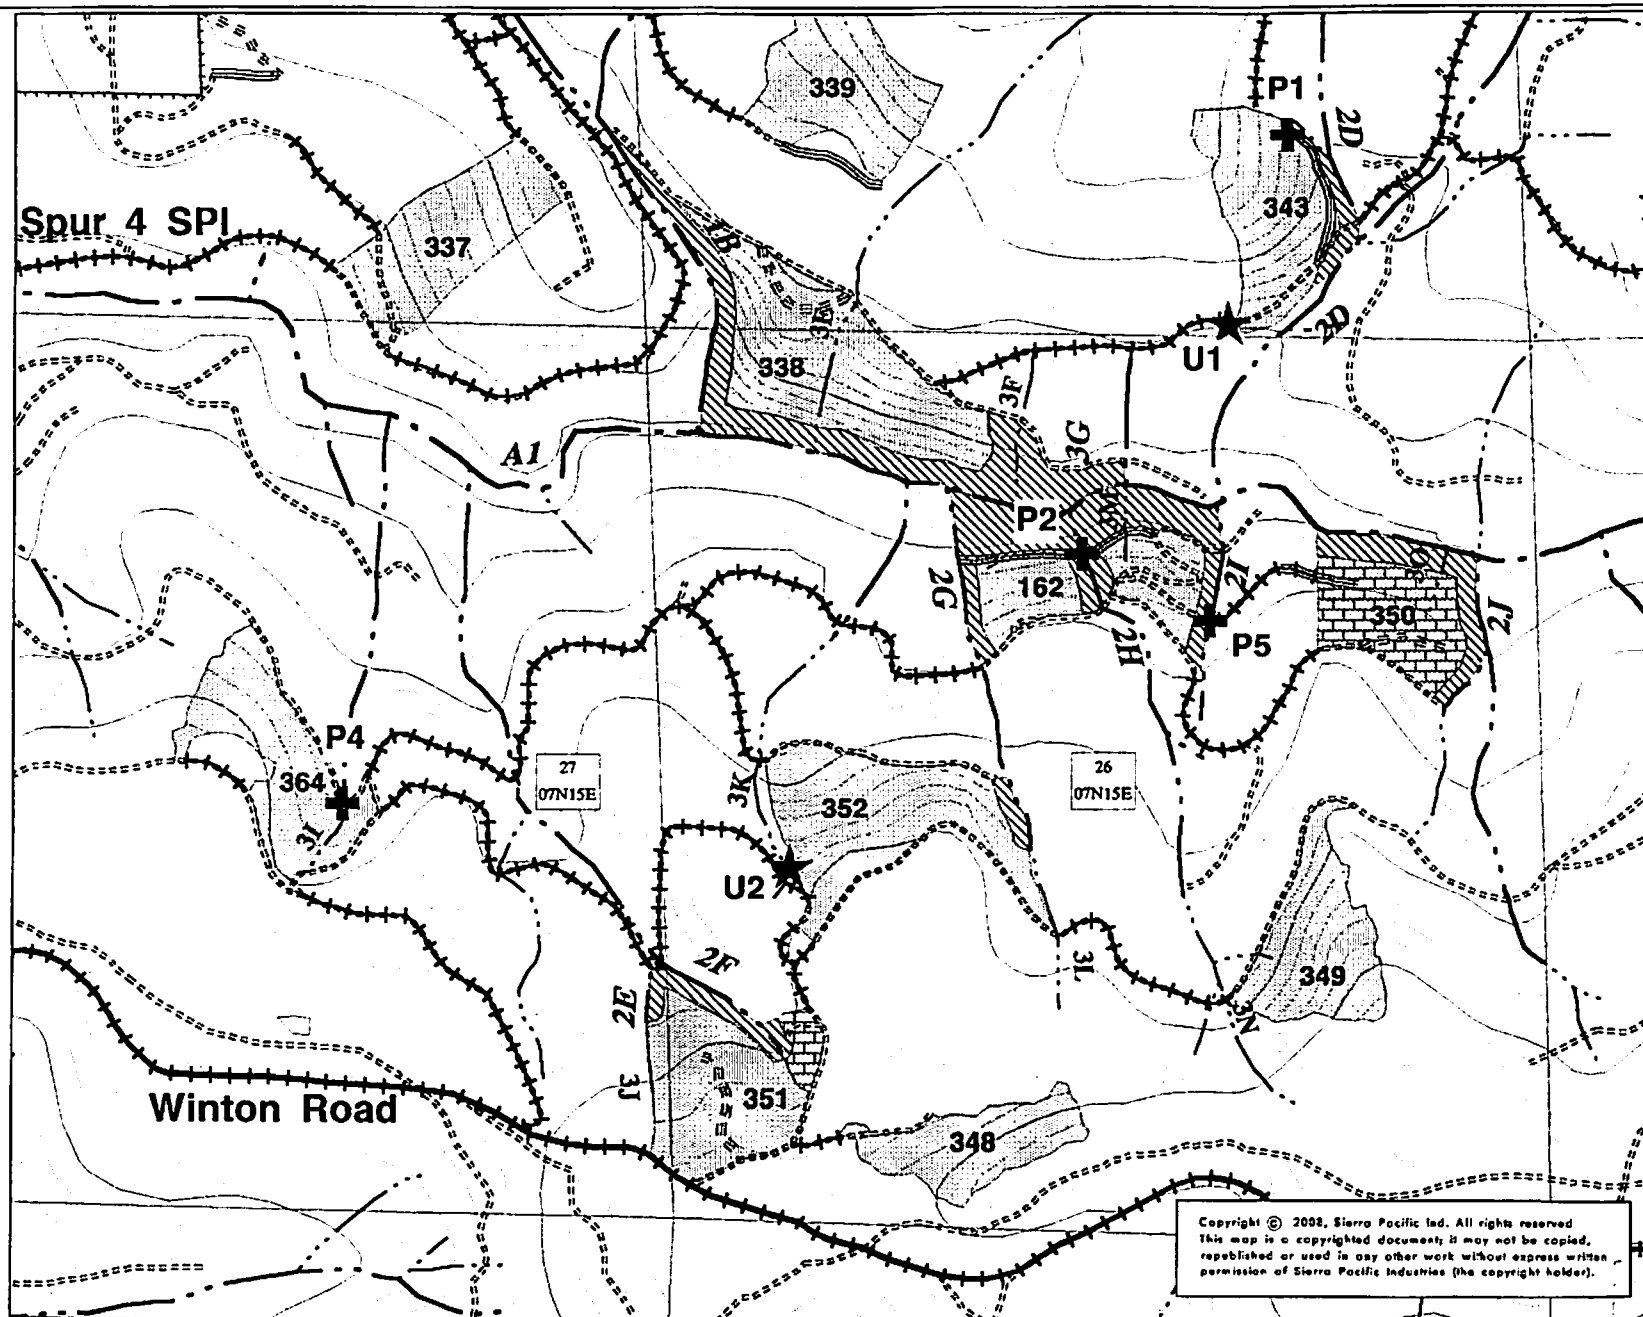 339
P1
2D
343
Spur 4 SPI
1B
337
3E
2D
U1
338
3F
3G
A1
P2
2G
162
2I
3O
350
2J
2H
P5
P4
364
3I
27
07N15E
26
07N15E
3K
352
U2
2F
3L
349
3N
2E
3J
351
Winton Road
348
Copyright © 2008, Sierra Pacific Ind. All rights reserved
This map is a copyrighted document; it may not be copied,
republished or used in any other work without express written
permission of Sierra Pacific Industries (the copyright holder).